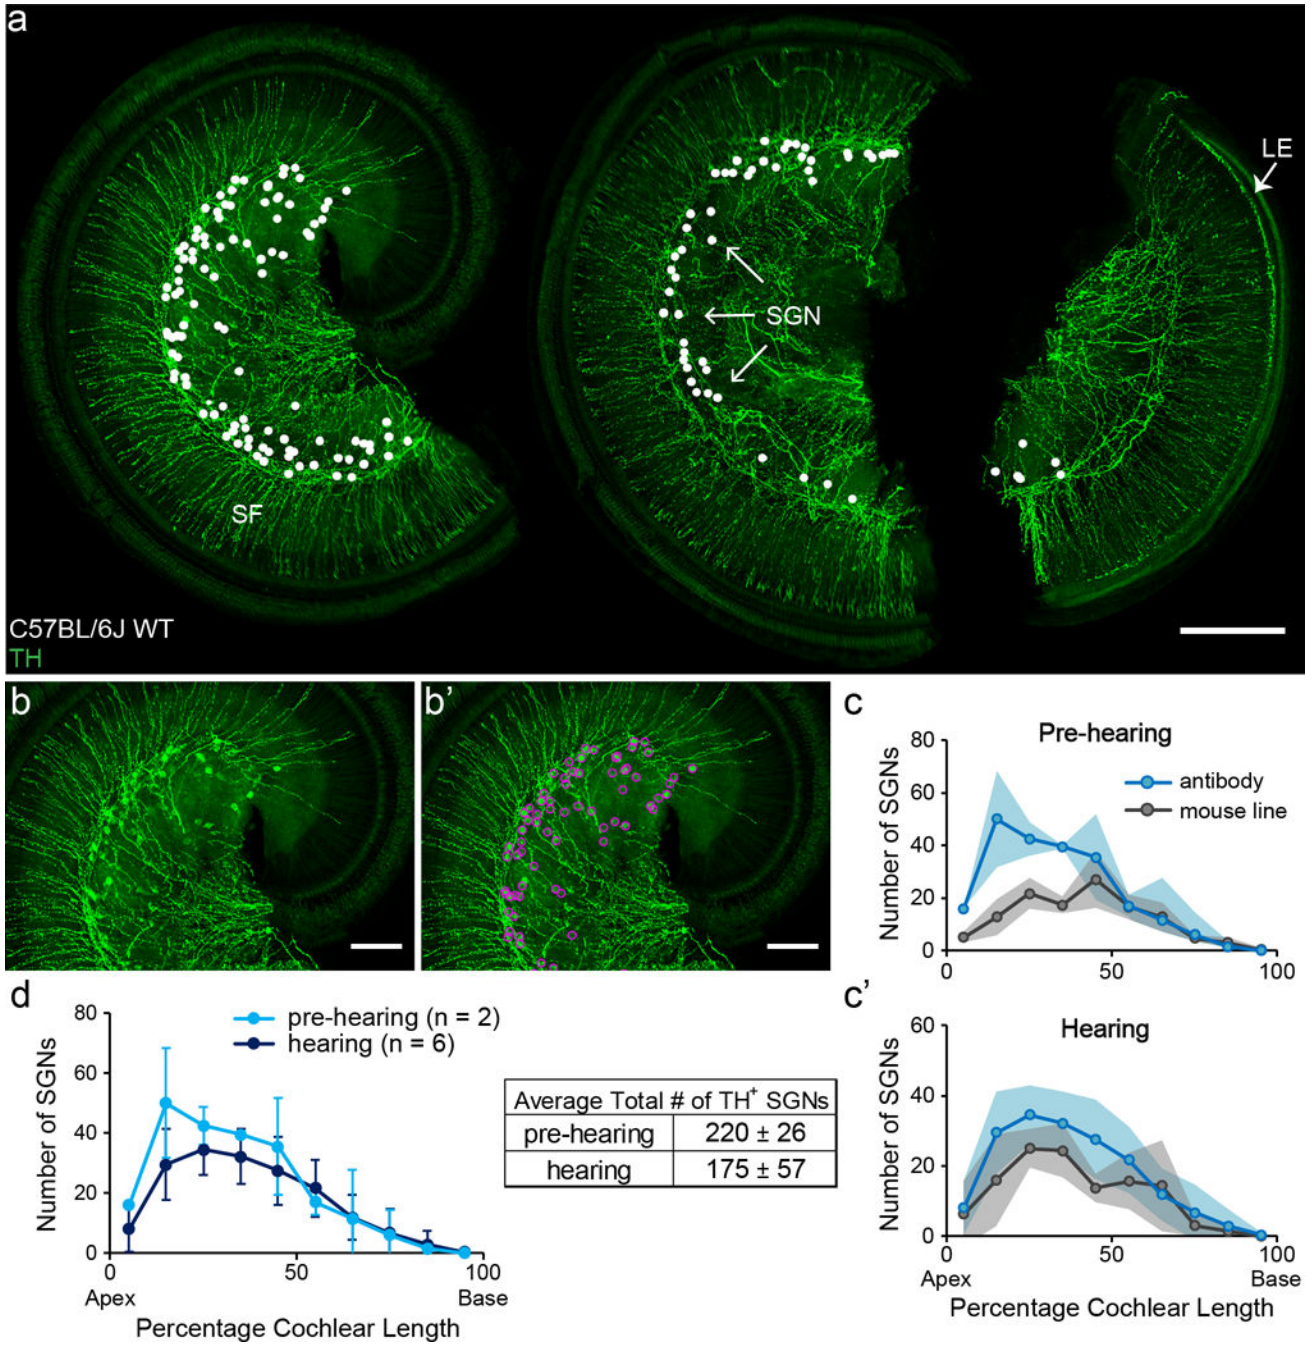 a
LE
SGN
SF
C57BL/6J WT
TH
b
b'
c
Pre-hearing
80
60
40
20
0
0
50
100
Number of SGNs
antibody
mouse line
d
80
60
40
20
0
0
50
100
Apex
Base
Number of SGNs
Percentage Cochlear Length
pre-hearing (n = 2)
hearing (n = 6)
Average Total # of TH⁺ SGNs
pre-hearing 220 ± 26
hearing 175 ± 57
c'
Hearing
60
40
20
0
0
50
100
Apex
Base
Number of SGNs
Percentage Cochlear Length